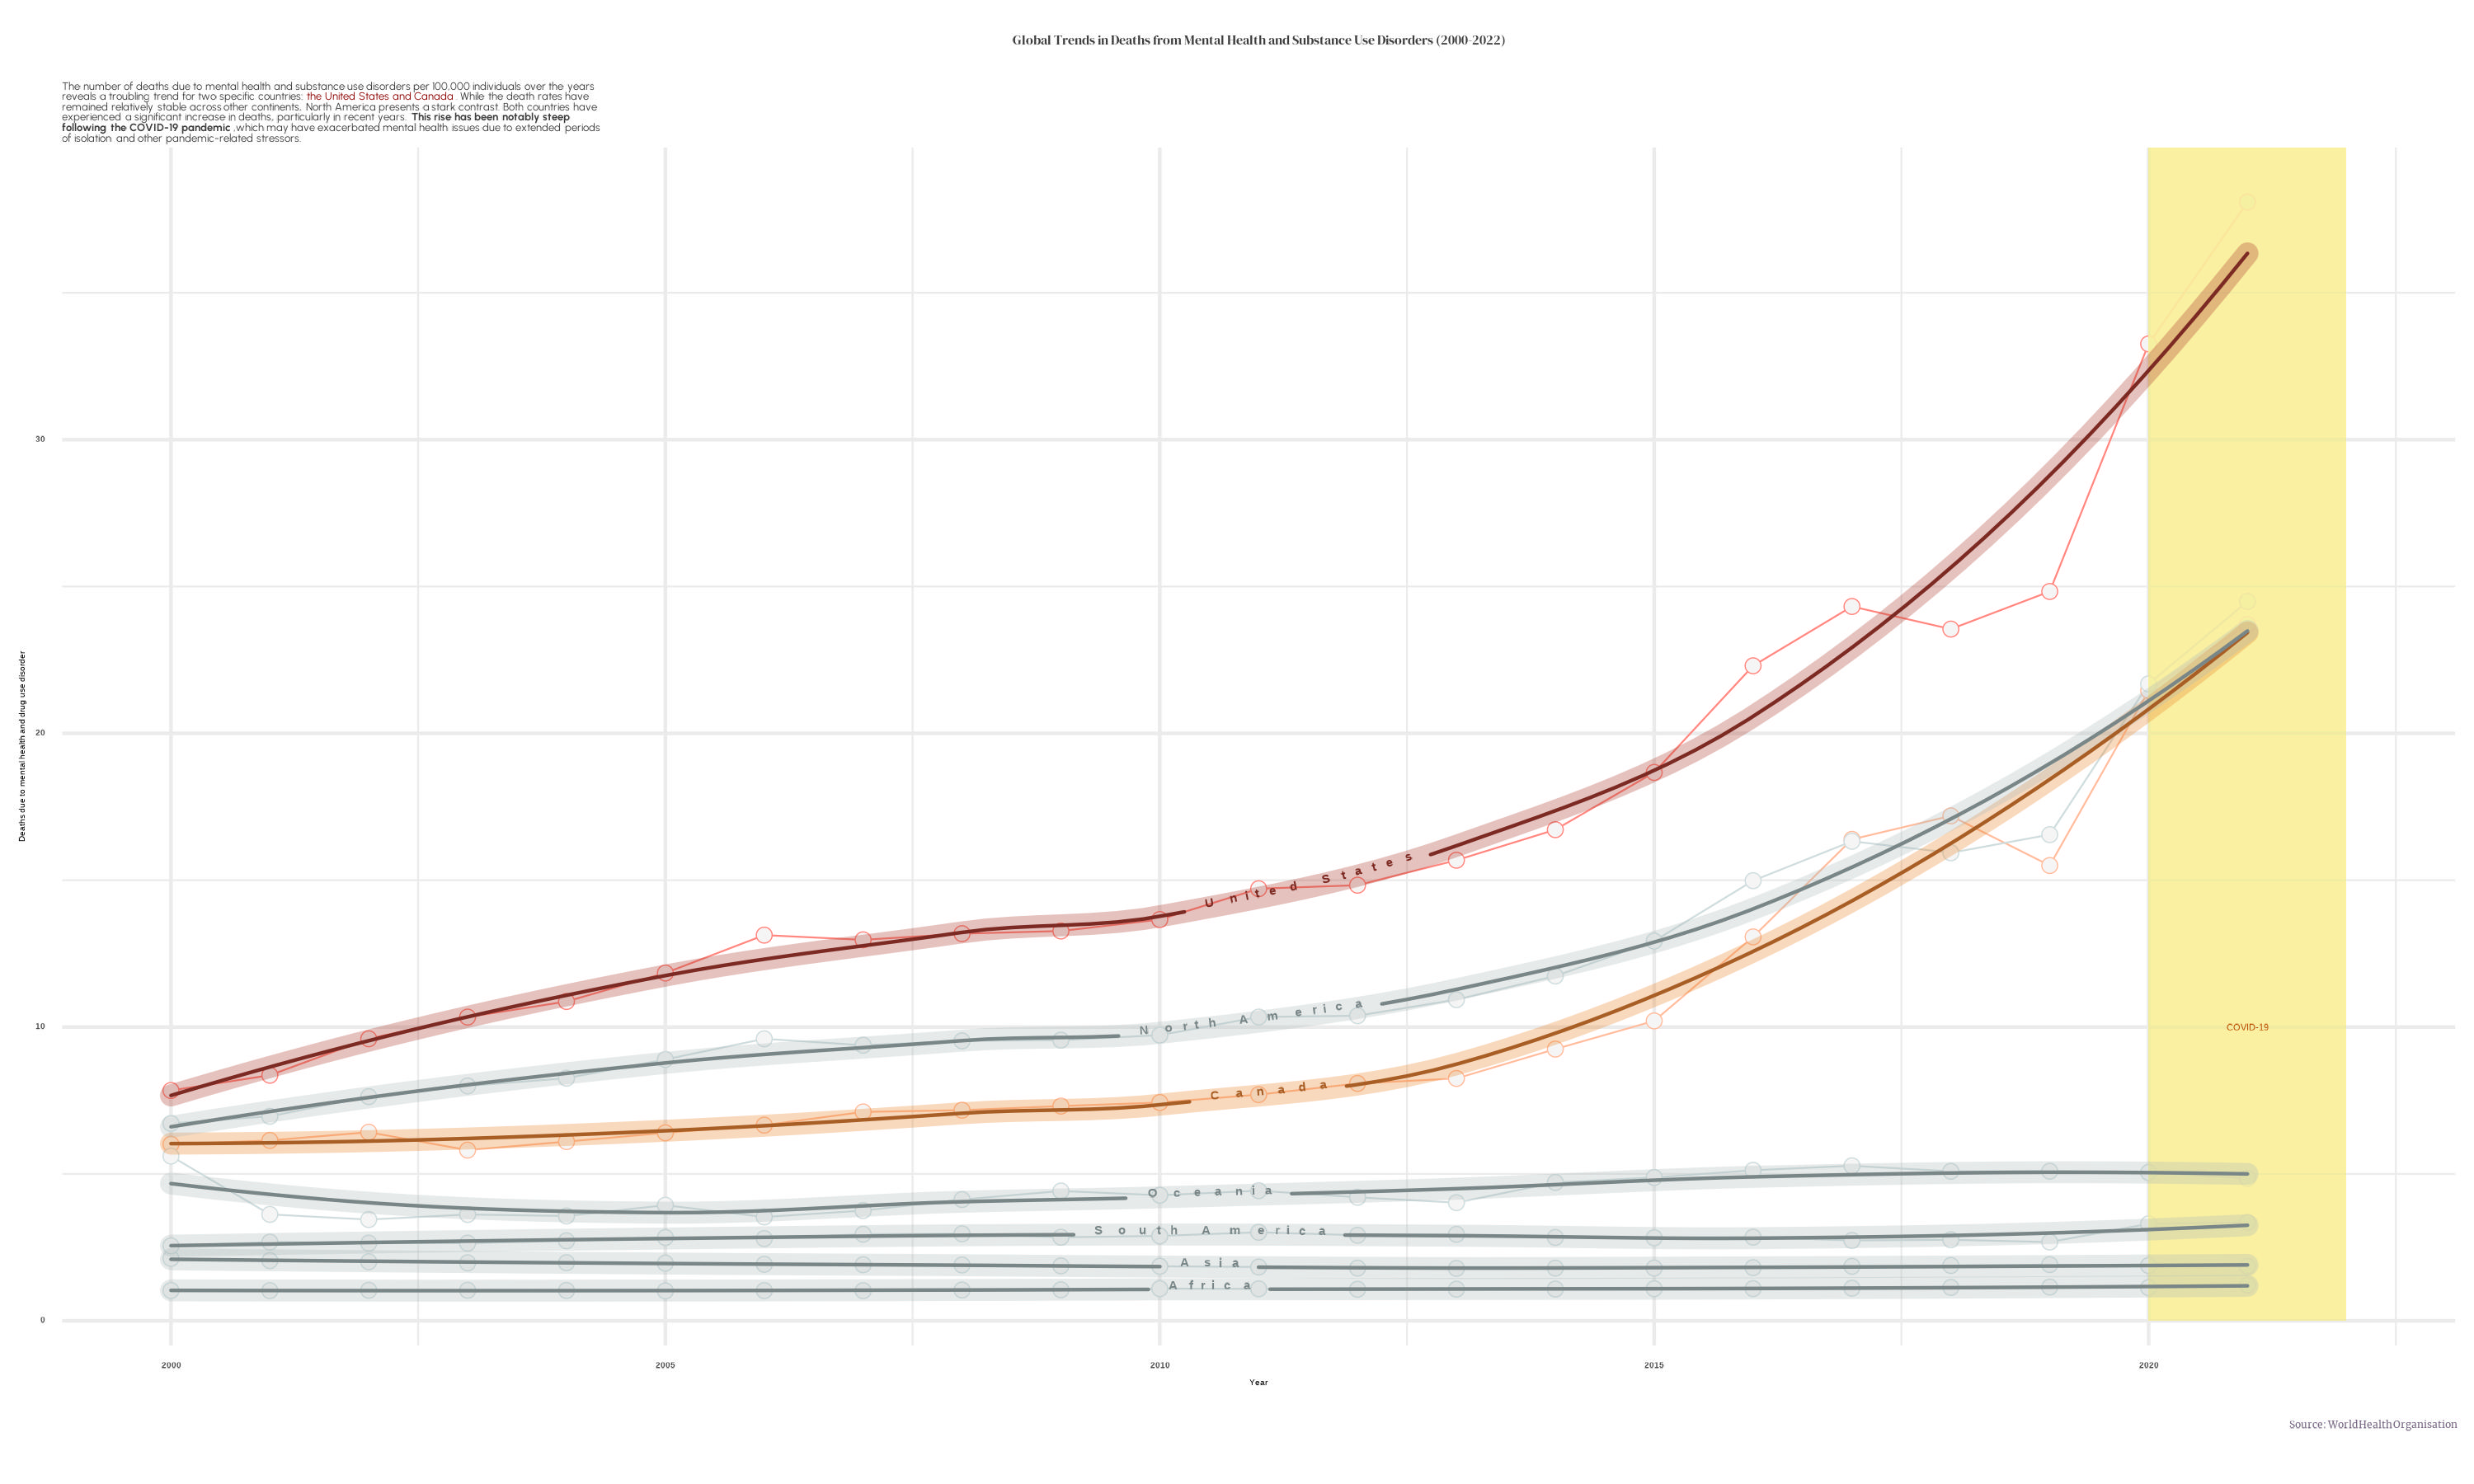 Global Trends in Deaths from Mental Health and Substance Use Disorders (2000-2022)
The number of deaths due to mental health and substance use disorders per 100,000 individuals over the years
reveals a troubling trend for two specific countries: the United States and Canada . While the death rates have
remained relatively stable across other continents, North America presents a stark contrast. Both countries have
experienced a significant increase in deaths, particularly in recent years. This rise has been notably steep
following the COVID-19 pandemic ,which may have exacerbated mental health issues due to extended periods
of isolation and other pandemic-related stressors.
Deaths due to mental health and drug use disorder
30
20
10
0
United States
North America
Canada
Oceania
South America
Asia
Africa
COVID-19
2000
2005
2010
2015
2020
Year
Source: WorldHealthOrganisation